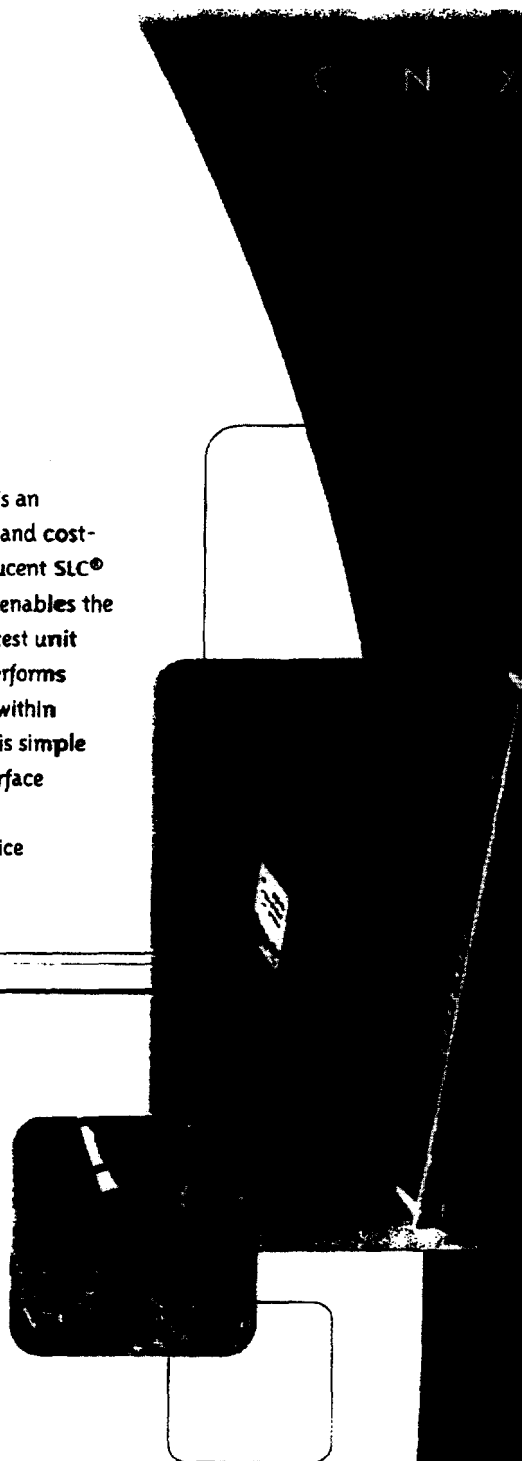 C N X
's an
and cost-
ucent SLC®
enables the
test unit
erforms
within
is simple
rface
ice